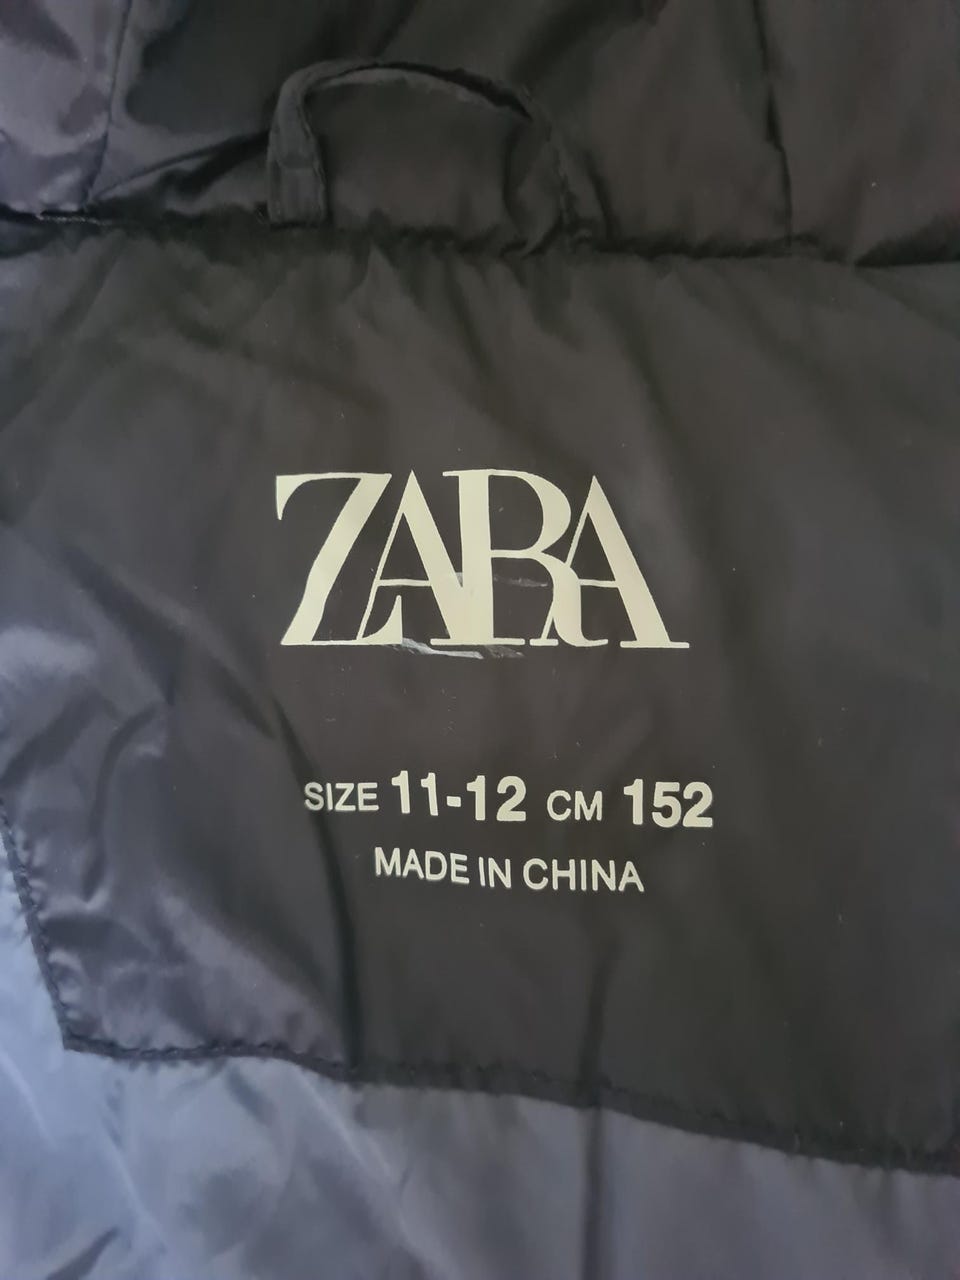 ZARA
SIZE 11-12 CM 152
MADE IN CHINA